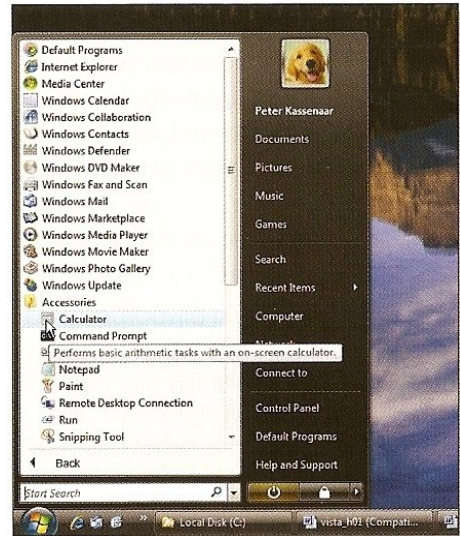 Default Programs
Internet Explorer
Media Center
Windows Calendar
Windows Collaboration
Windows Contacts
Windows Defender
Windows DVD Maker
Windows Fax and Scan
Windows Mail
Windows Marketplace
Windows Media Player
Windows Movie Maker
Windows Photo Gallery
Windows Update
Accessories
Calculator
Command Prompt
Performs basic arithmetic tasks with an on-screen calculator.
Notepad
Paint
Remote Desktop Connection
Run
Snipping Tool
Back
Start Search
Peter Kassenaar
Documents
Pictures
Music
Games
Search
Recent Items
Computer
Network
Connect to
Control Panel
Default Programs
Help and Support
» Local Disk (C:) vista_h01 (Compati...